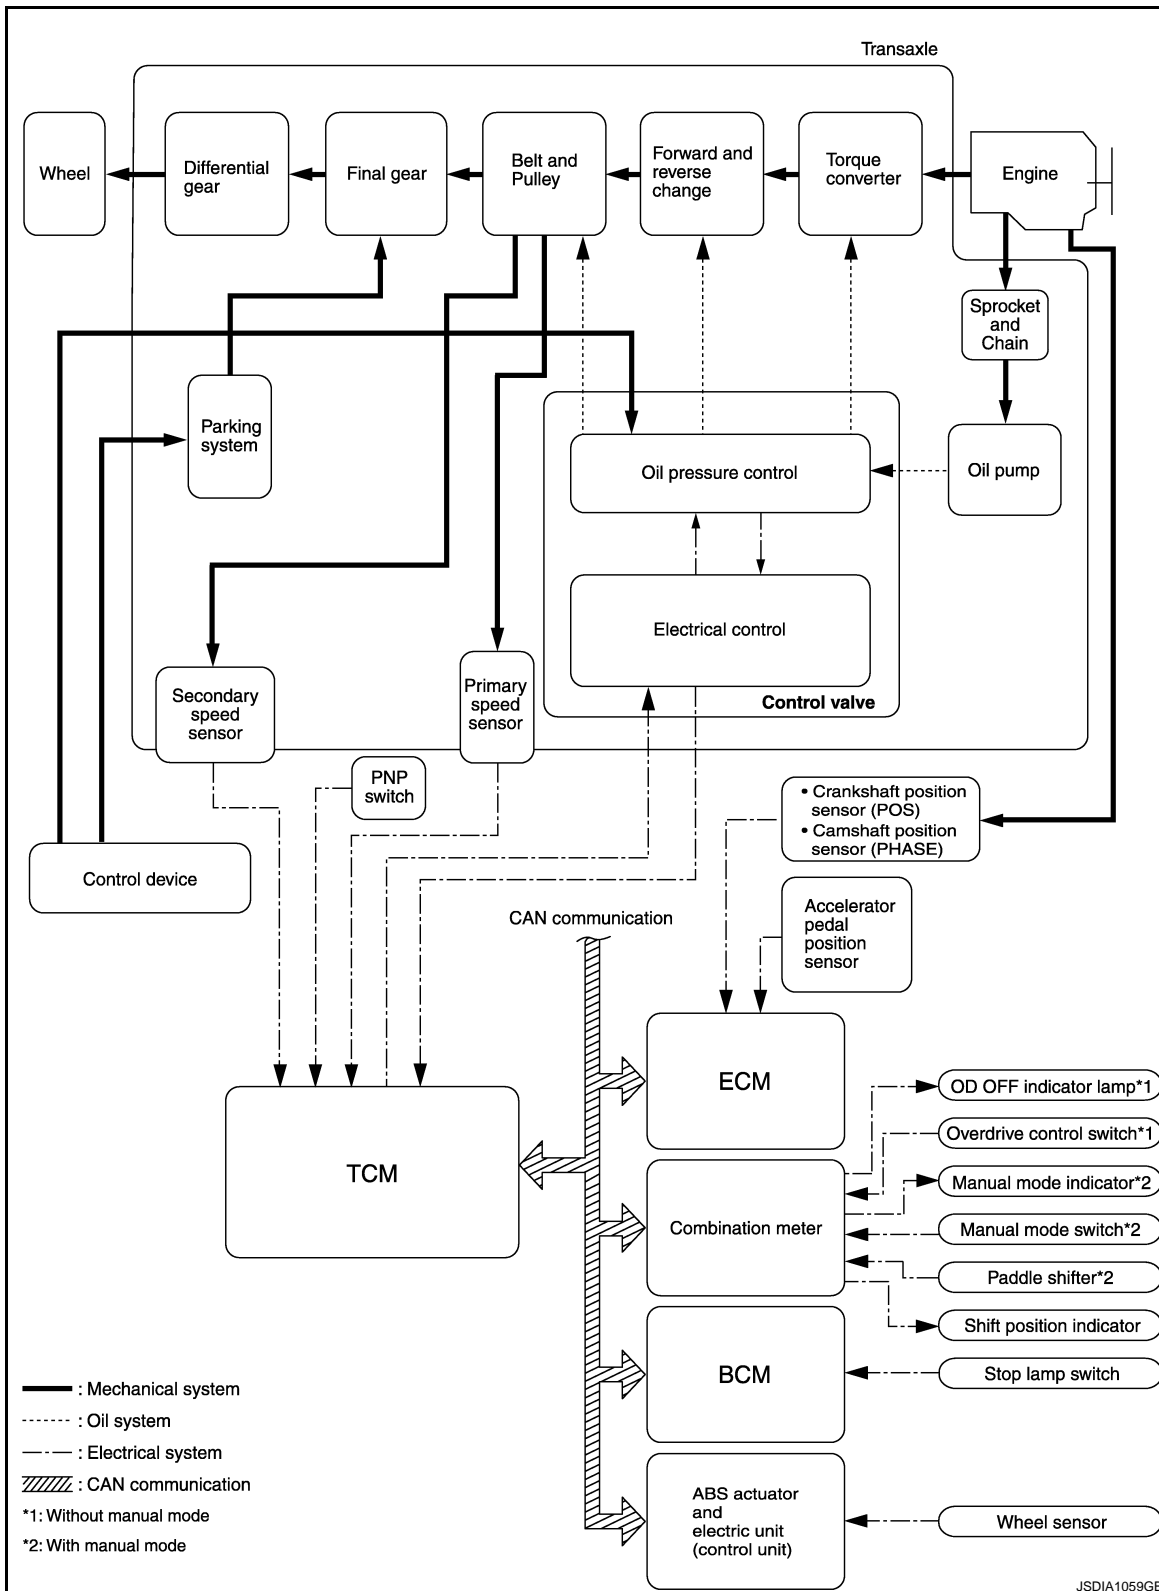 Transaxle
Wheel
Differential
gear
Final gear
Belt and
Pulley
Forward and
reverse
change
Torque
converter
Engine
Sprocket
and
Chain
Parking
system
Oil pressure control
Oil pump
Electrical control
Control valve
Secondary
speed
sensor
Primary
speed
sensor
PNP
switch
• Crankshaft position
sensor (POS)
• Camshaft position
sensor (PHASE)
Control device
Accelerator
pedal
position
sensor
CAN communication
ECM
TCM
OD OFF indicator lamp*1
Overdrive control switch*1
Manual mode indicator*2
Combination meter
Manual mode switch*2
Paddle shifter*2
Shift position indicator
BCM
Stop lamp switch
: Mechanical system
: Oil system
: Electrical system
: CAN communication
*1: Without manual mode
*2: With manual mode
ABS actuator
and
electric unit
(control unit)
Wheel sensor
JSDIA1059GB